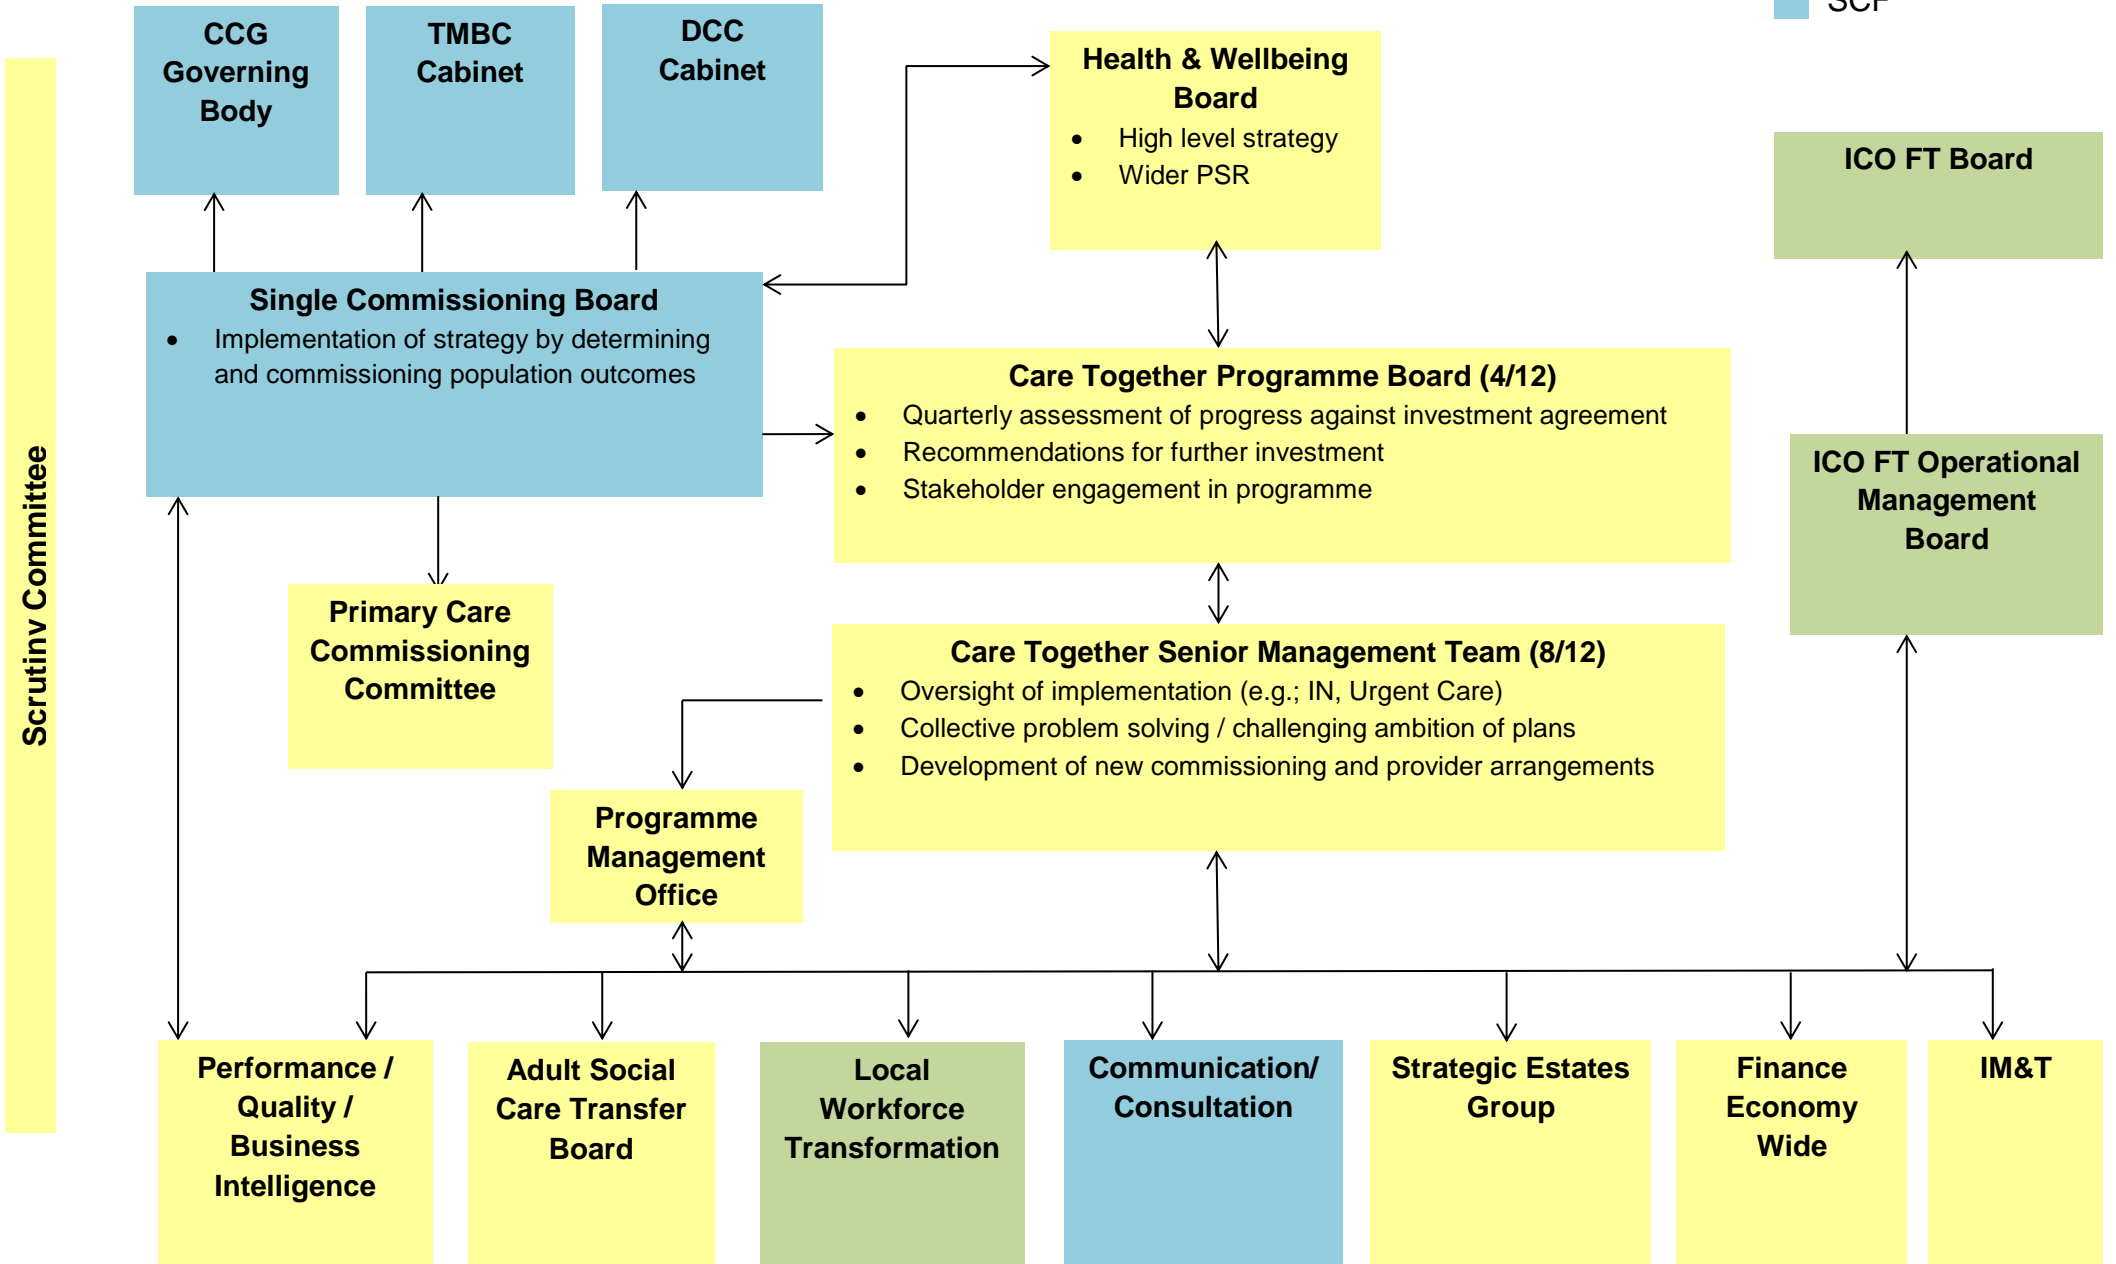 SCF
CCG
Governing
Body
TMBC
Cabinet
DCC
Cabinet
Health & Wellbeing
Board
• High level strategy
• Wider PSR
ICO FT Board
Scrutiny Committee
Single Commissioning Board
• Implementation of strategy by determining
and commissioning population outcomes
Care Together Programme Board (4/12)
• Quarterly assessment of progress against investment agreement
• Recommendations for further investment
• Stakeholder engagement in programme
ICO FT Operational
Management
Board
Primary Care
Commissioning
Committee
Care Together Senior Management Team (8/12)
• Oversight of implementation (e.g.; IN, Urgent Care)
• Collective problem solving / challenging ambition of plans
• Development of new commissioning and provider arrangements
Programme
Management
Office
Performance /
Quality /
Business
Intelligence
Adult Social
Care Transfer
Board
Local
Workforce
Transformation
Communication/
Consultation
Strategic Estates
Group
Finance
Economy
Wide
IM&T